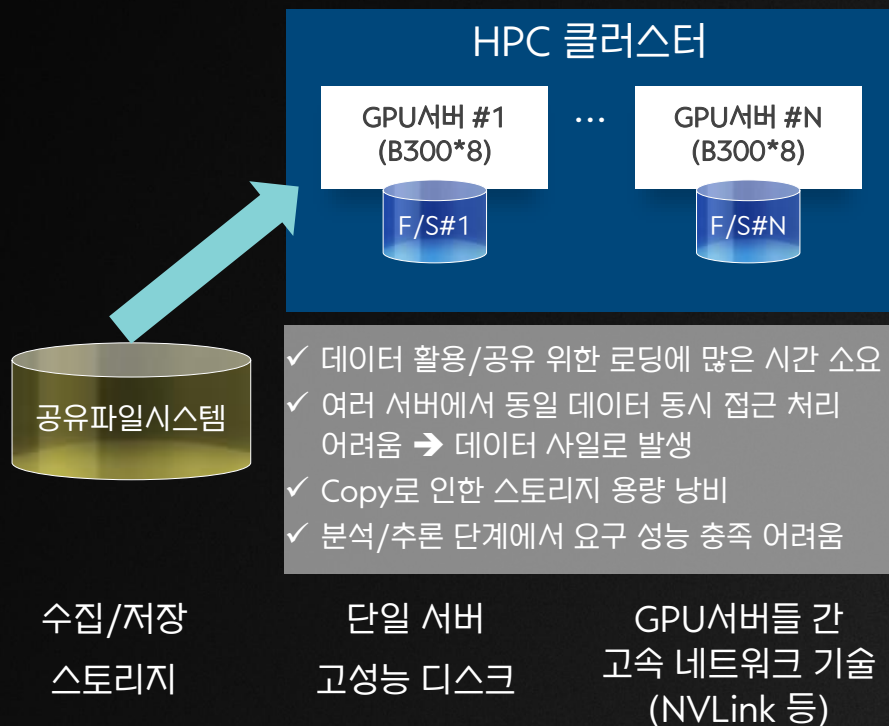 HPC 클러스터
GPU서버 #1
(B300*8)
...
GPU서버 #N
(B300*8)
F/S#1
F/S#N
공유파일시스템
✓ 데이터 활용/공유 위한 로딩에 많은 시간 소요
✓ 여러 서버에서 동일 데이터 동시 접근 처리
어려움 ➔ 데이터 사일로 발생
✓ Copy로 인한 스토리지 용량 낭비
✓ 분석/추론 단계에서 요구 성능 충족 어려움
수집/저장
스토리지
단일 서버
고성능 디스크
GPU서버들 간
고속 네트워크 기술
(NVLink 등)